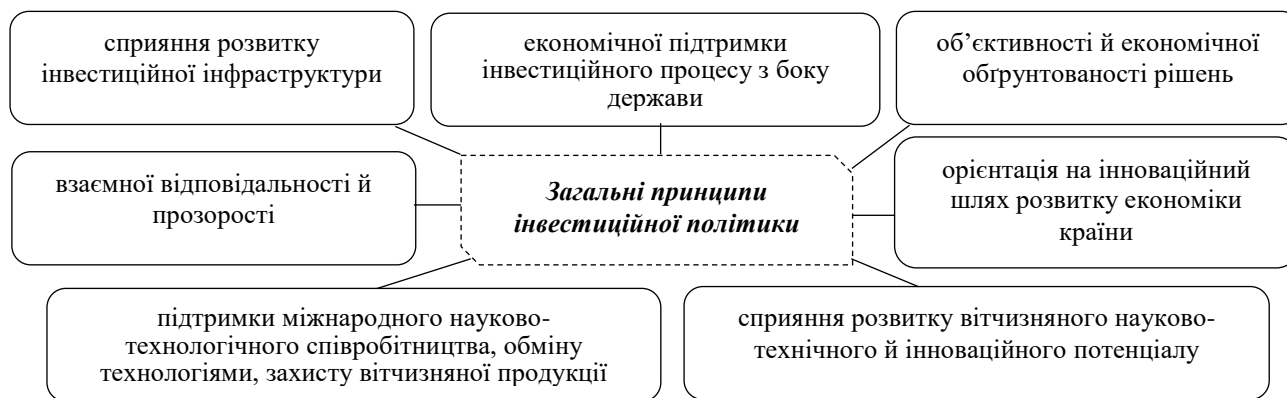 сприяння розвитку
інвестиційної інфраструктури
економічної підтримки
інвестиційного процесу з боку
держави
об’єктивності й економічної
обґрунтованості рішень
взаємної відповідальності й
прозорості
Загальні принципи
інвестиційної політики
орієнтація на інноваційний
шлях розвитку економіки
країни
підтримки міжнародного науково-
технологічного співробітництва, обміну
технологіями, захисту вітчизняної продукції
сприяння розвитку вітчизняного науково-
технічного й інноваційного потенціалу